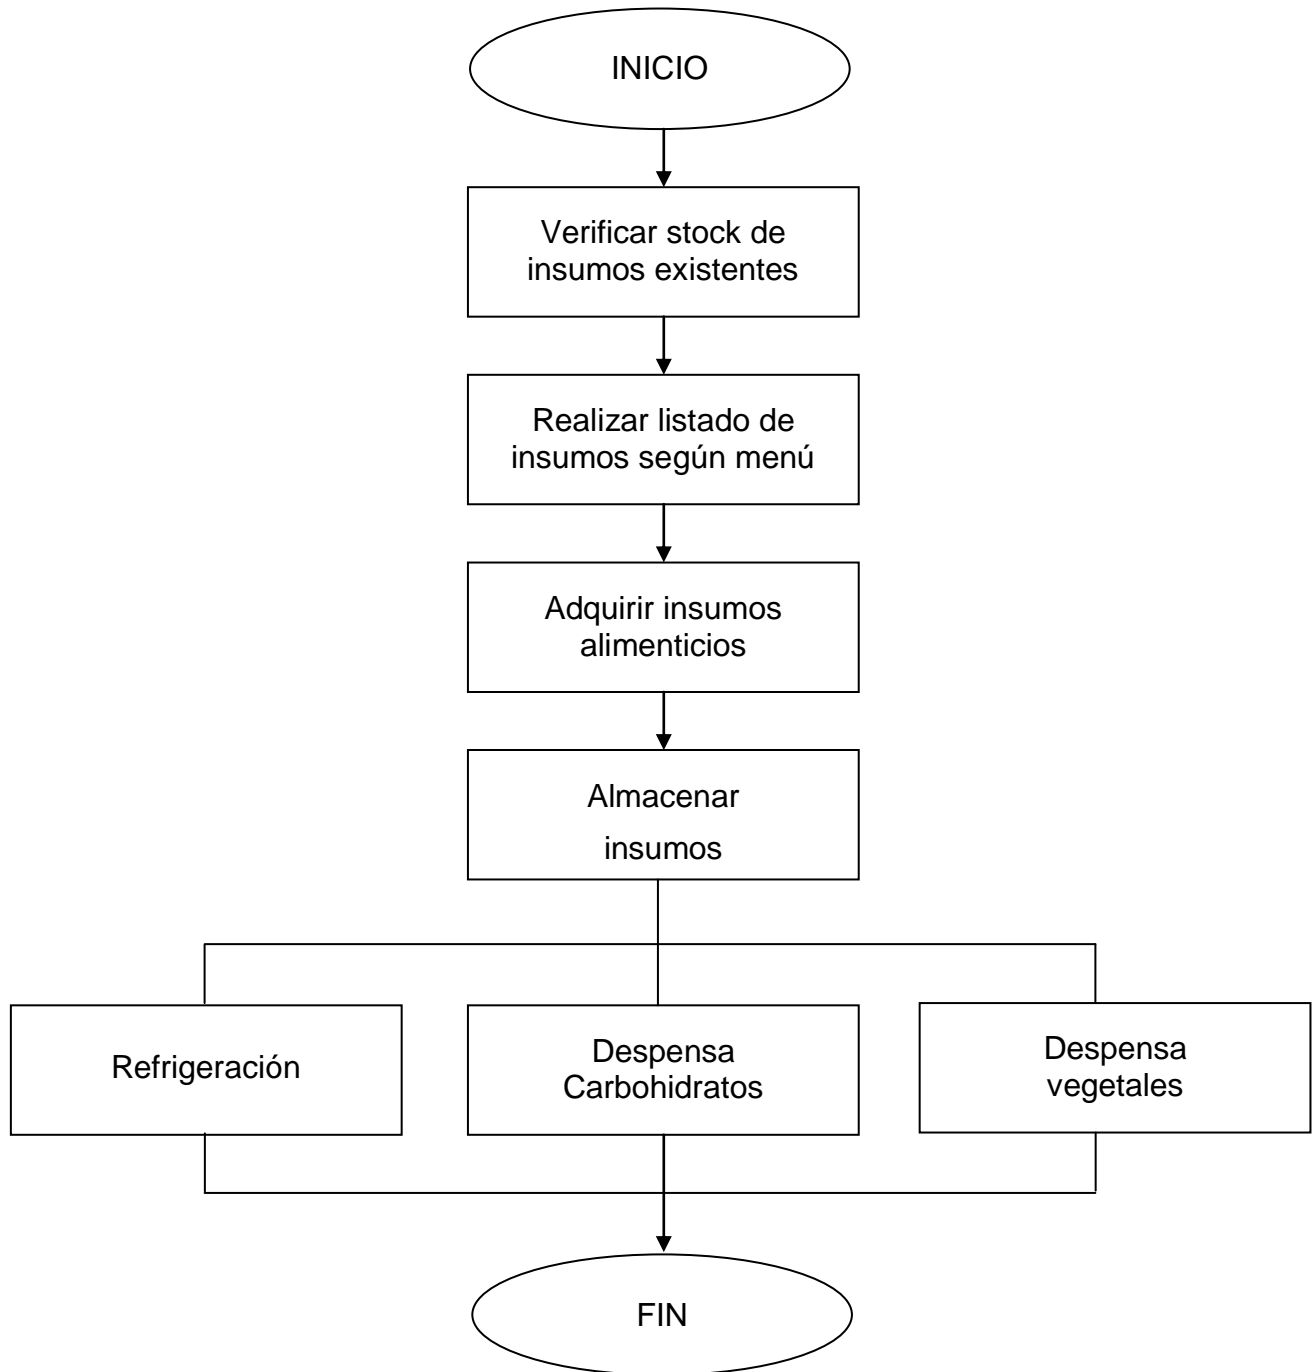 INICIO
Verificar stock de
insumos existentes
Realizar listado de
insumos según menú
Adquirir insumos
alimenticios
Almacenar
insumos
Refrigeración
Despensa
Carbohidratos
Despensa
vegetales
FIN